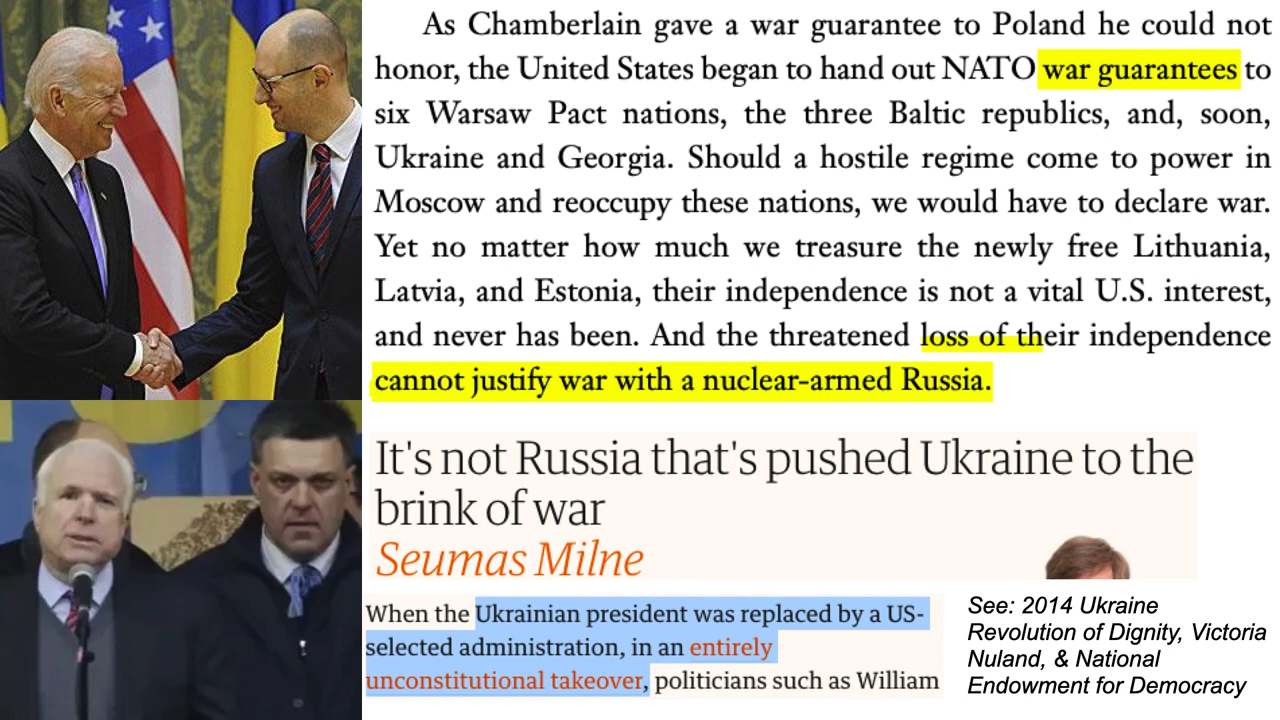 As Chamberlain gave a war guarantee to Poland he could not
honor, the United States began to hand out NATO war guarantees to
six Warsaw Pact nations, the three Baltic republics, and, soon,
Ukraine and Georgia. Should a hostile regime come to power in
Moscow and reoccupy these nations, we would have to declare war.
Yet no matter how much we treasure the newly free Lithuania,
Latvia, and Estonia, their independence is not a vital U.S. interest,
and never has been. And the threatened loss of their independence
cannot justify war with a nuclear-armed Russia.
It's not Russia that's pushed Ukraine to the
brink of war
Seumas Milne
When the Ukrainian president was replaced by a US-
selected administration, in an entirely
unconstitutional takeover, politicians such as William
See: 2014 Ukraine
Revolution of Dignity, Victoria
Nuland, & National
Endowment for Democracy